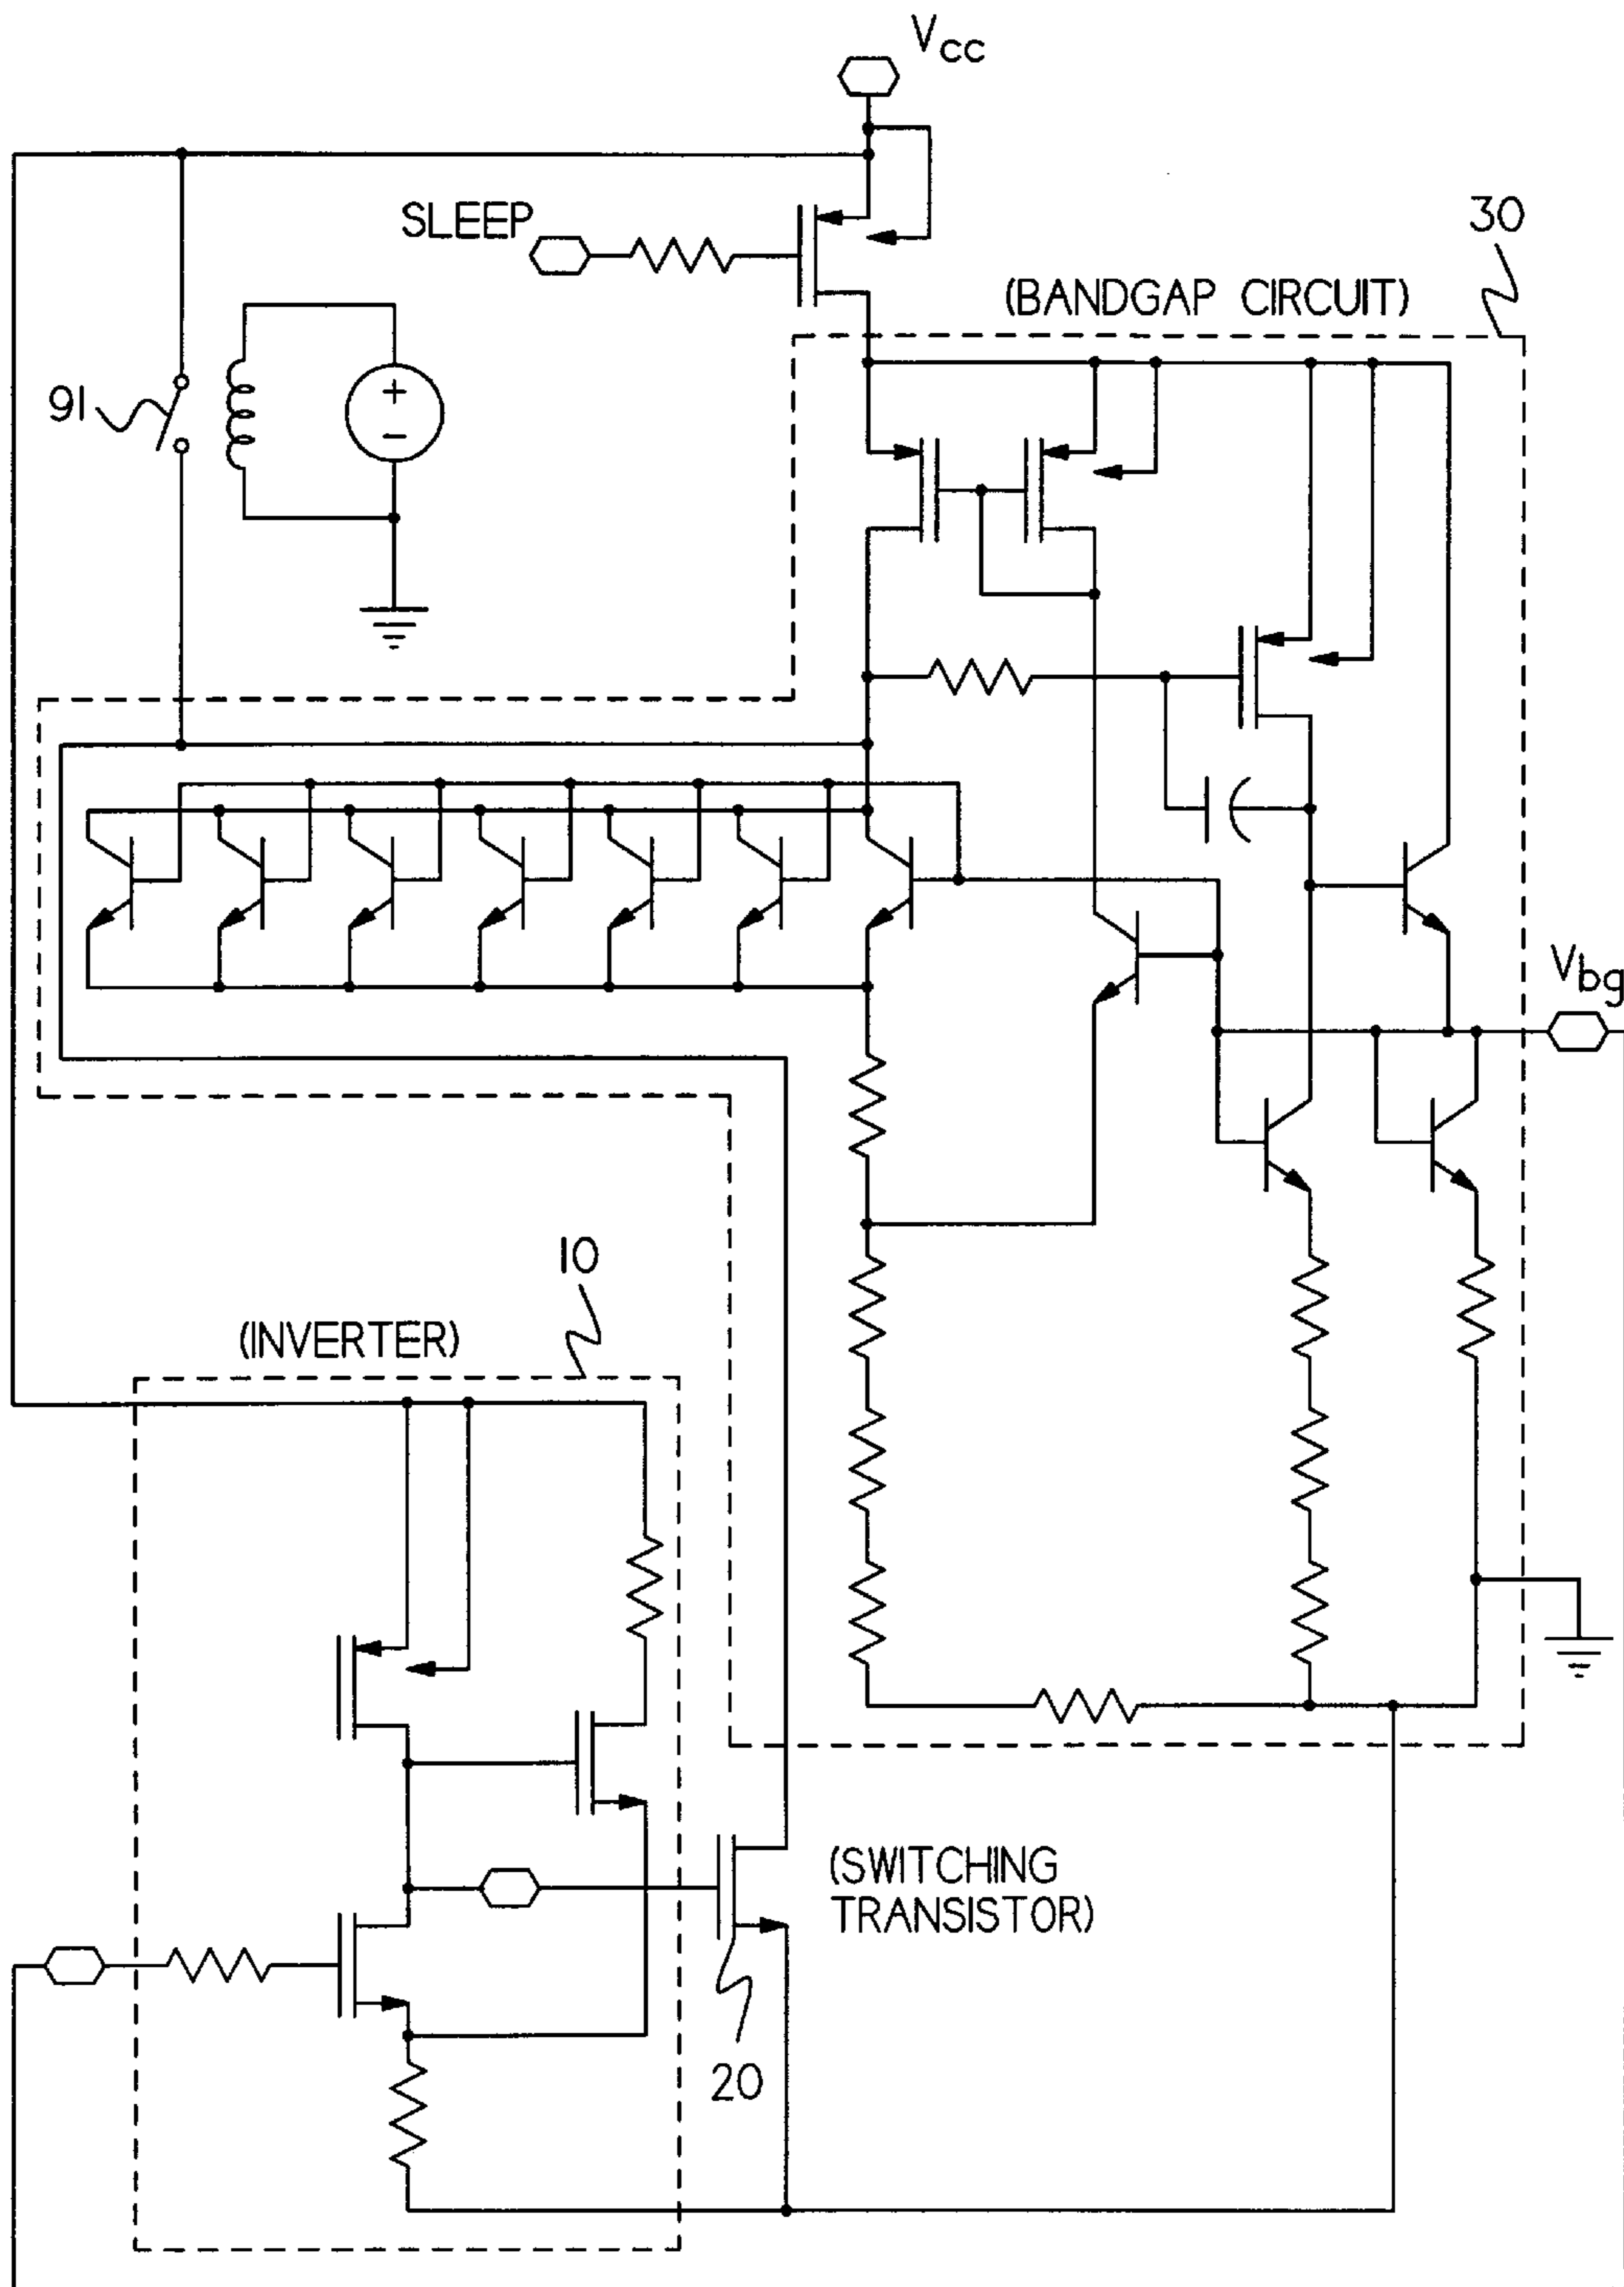 Vcc
SLEEP
30
(BANDGAP CIRCUIT)
91
+
−
Vbg
10
(INVERTER)
(SWITCHING
TRANSISTOR)
20